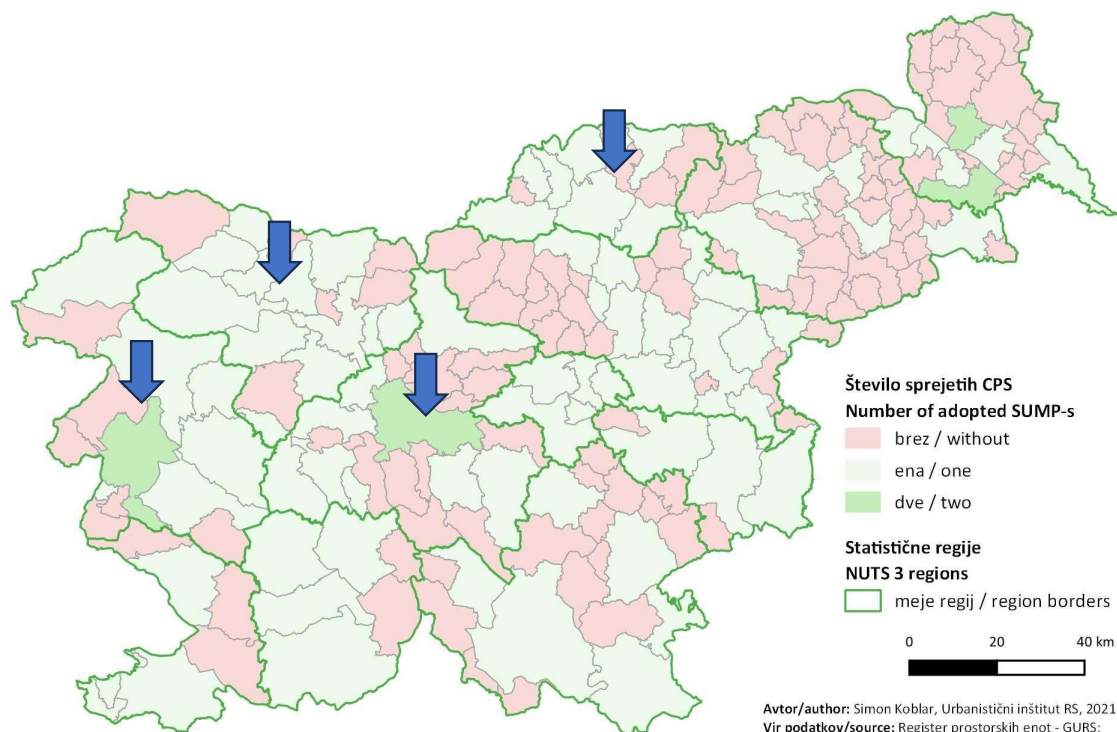 Število sprejetih CPS
Number of adopted SUMP-s
brez / without
ena / one
dve / two
Statistične regije
NUTS 3 regions
meje regij / region borders
0 20 40 km
Avtor/author: Simon Koblar, Urbanistični inštitut RS, 2021
Vir podatkov/source: Register prostorskih enot - GURS;